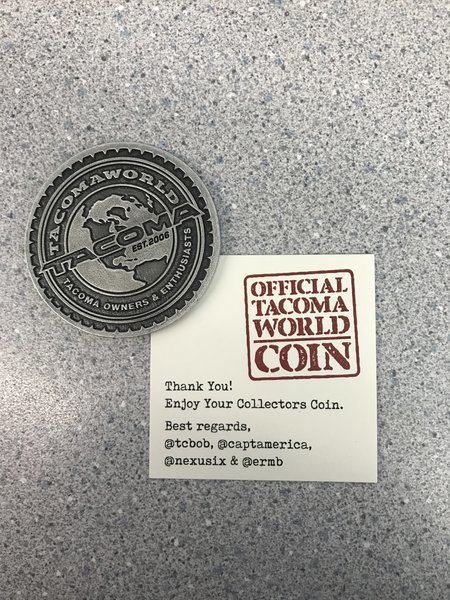 TACOMAWORLD
TACOMA
EST. 2006
TACOMA OWNERS & ENTHUSIASTS
OFFICIAL
TACOMA
WORLD
COIN
Thank You!
Enjoy Your Collectors Coin.
Best regards,
@tcbob, @captamerica,
@nexusix & @ermb